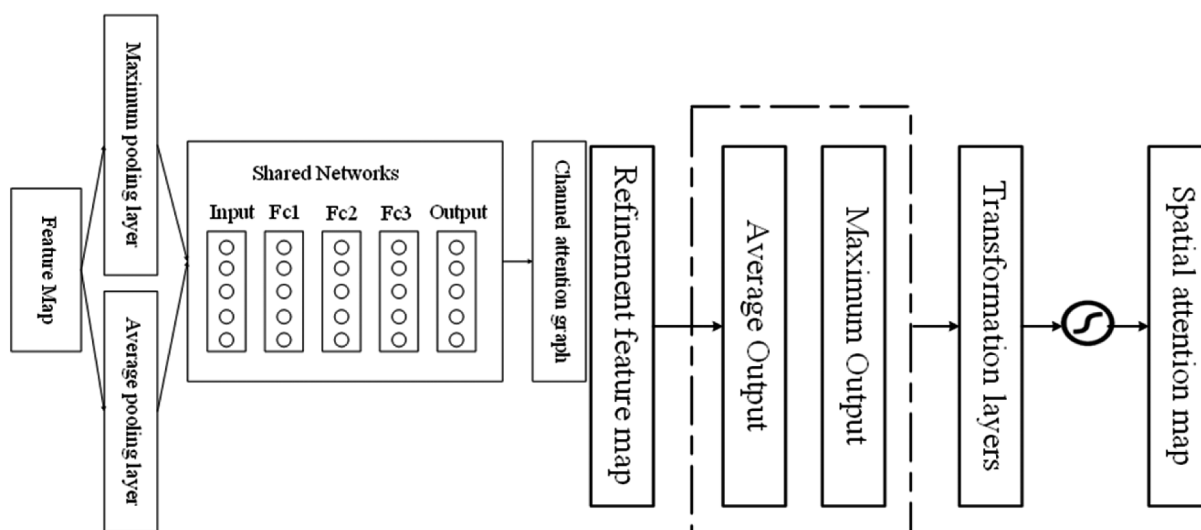 Feature Map
Maximum pooling layer
Average pooling layer
Shared Networks
Input Fc1 Fc2 Fc3 Output
Channel attention graph
Refinement feature map
Average Output
Maximum Output
Transformation layers
Spatial attention map